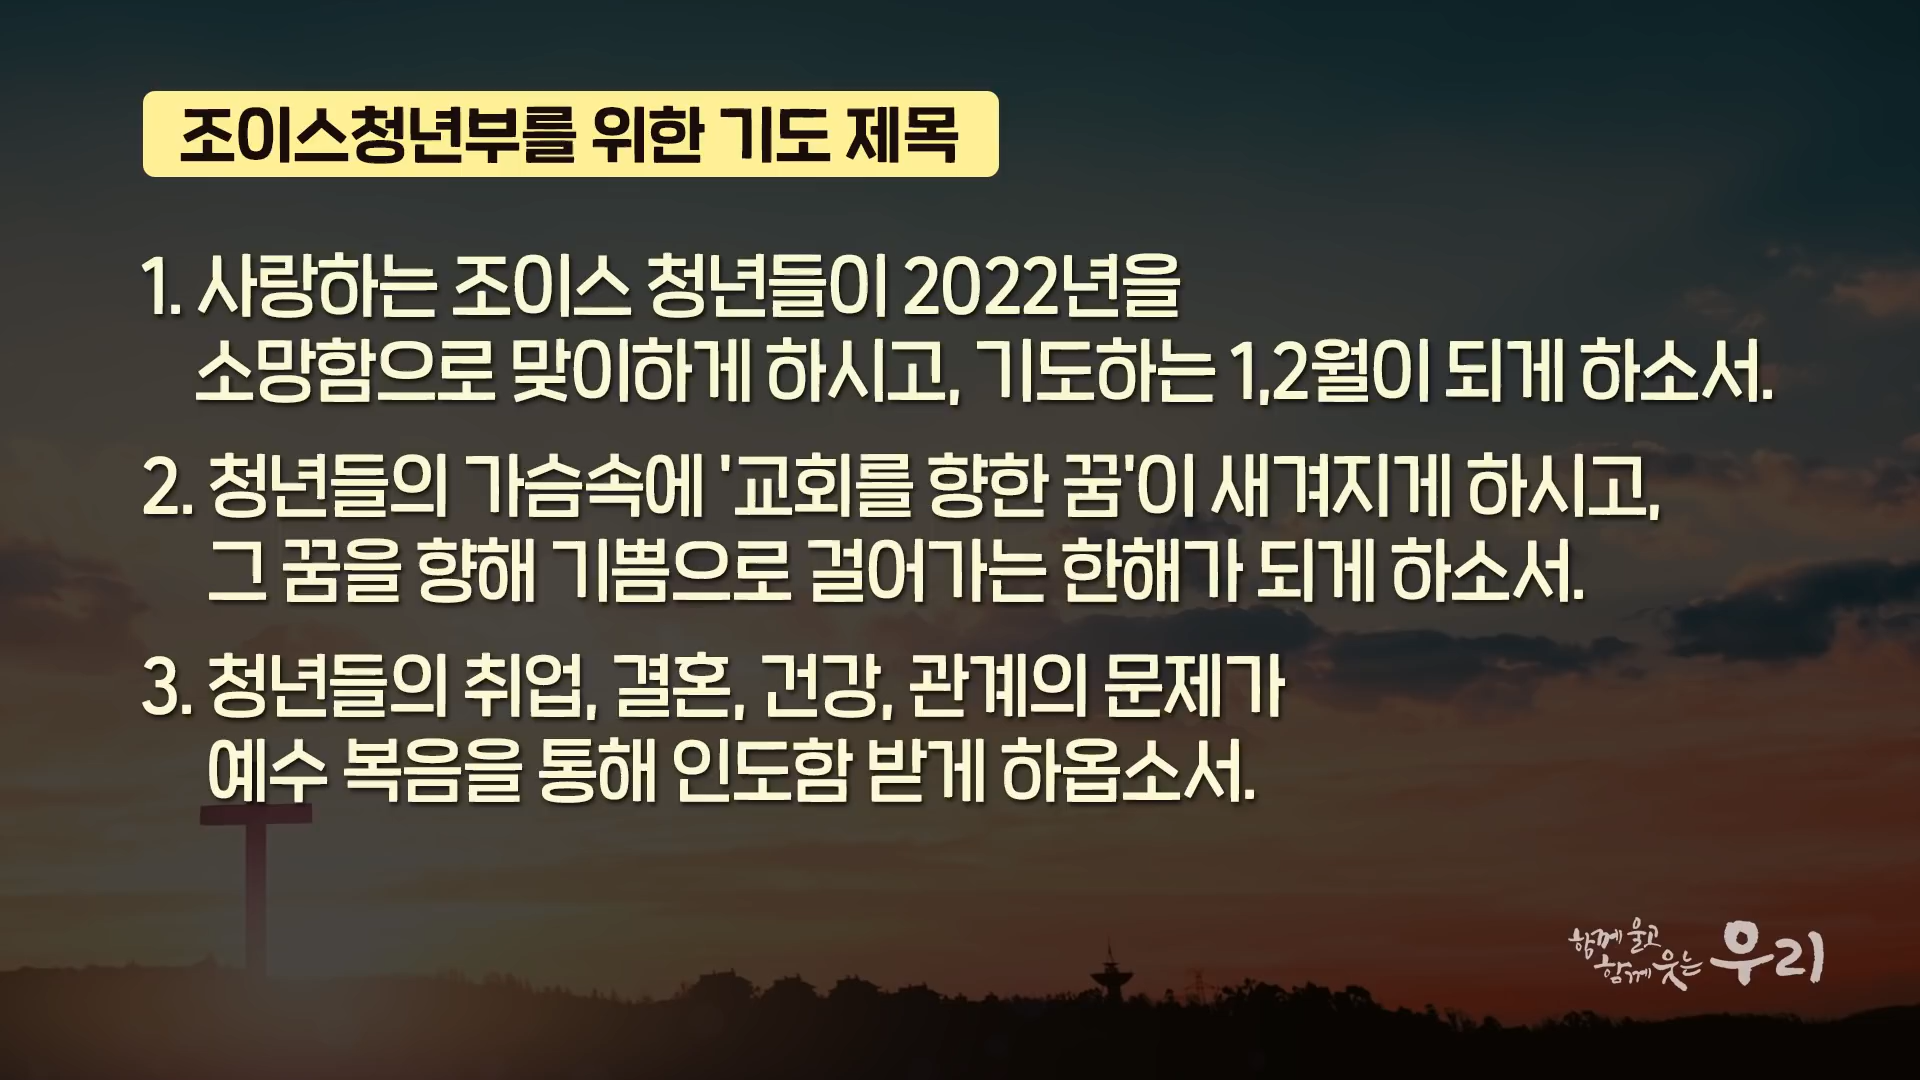 조이스청년부를 위한 기도 제목
1. 사랑하는 조이스 청년들이 2022년을
소망함으로 맞이하게 하시고, 기도하는 1,2월이 되게 하소서.
2. 청년들의 가슴속에 '교회를 향한 꿈'이 새겨지게 하시고,
그 꿈을 향해 기쁨으로 걸어가는 한해가 되게 하소서.
3. 청년들의 취업, 결혼, 건강, 관계의 문제가
예수 복음을 통해 인도함 받게 하옵소서.
함께 울고
함께 웃는 우리